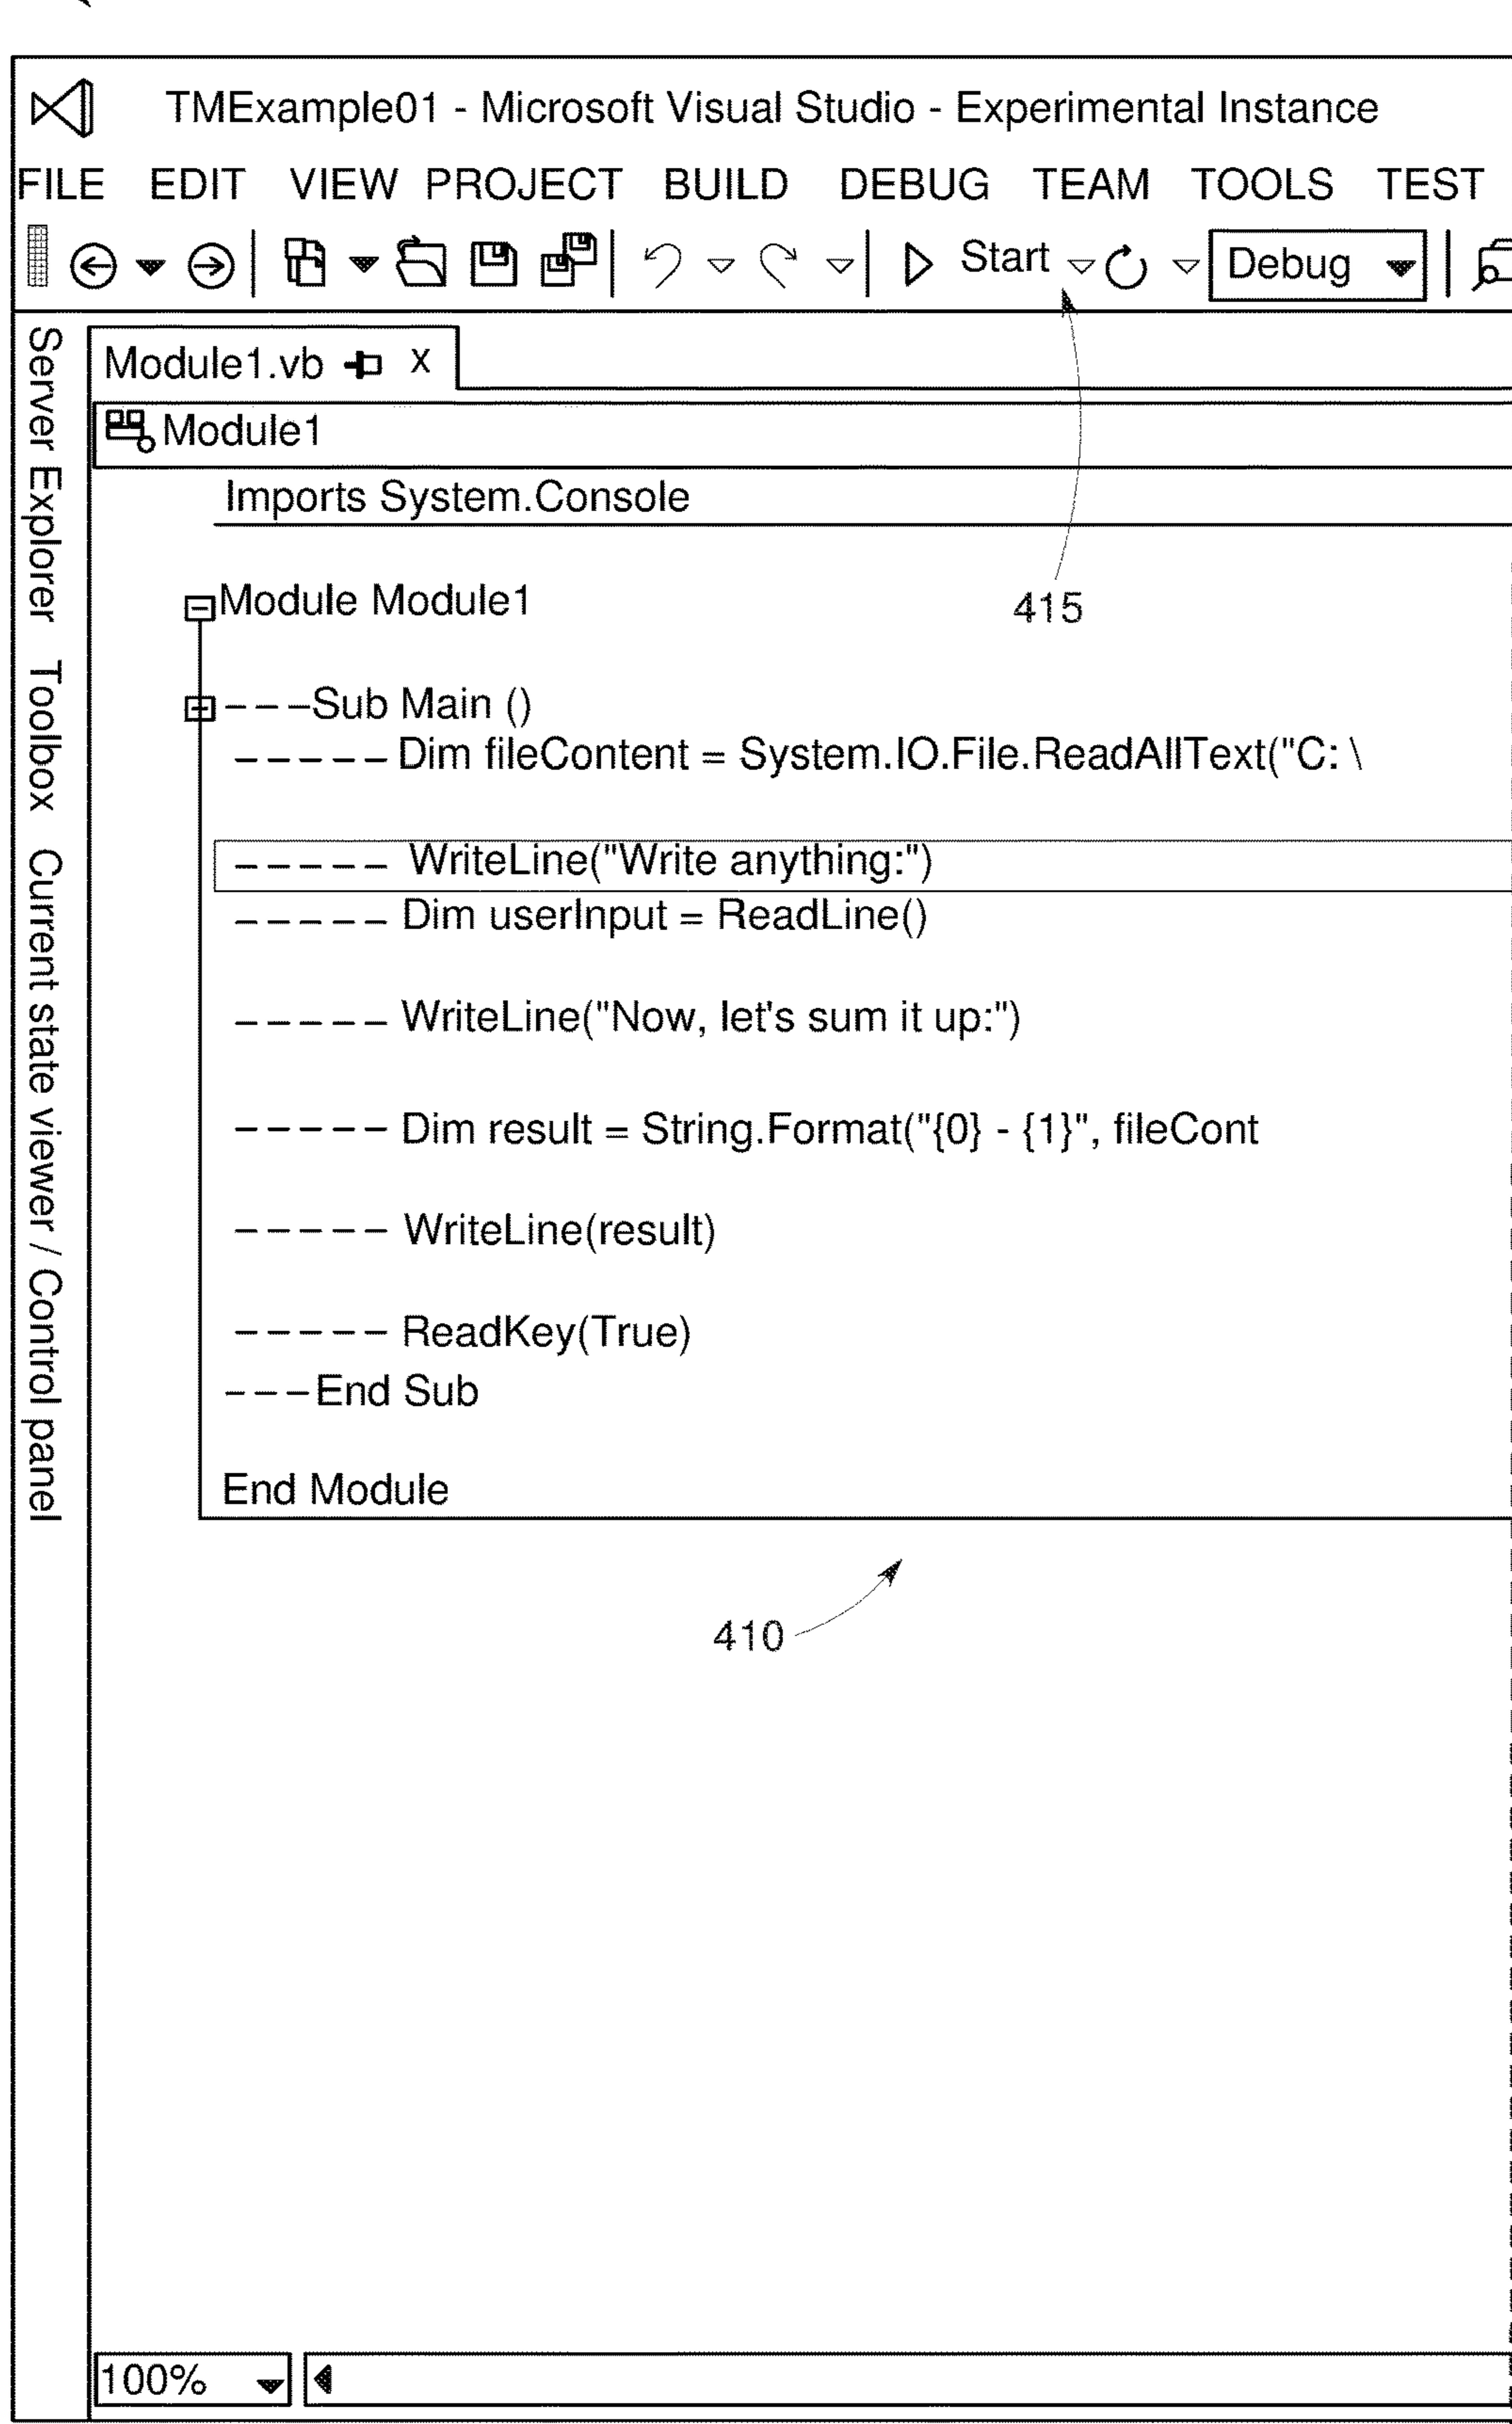 TMExample01 - Microsoft Visual Studio - Experimental Instance
FILE EDIT VIEW PROJECT BUILD DEBUG TEAM TOOLS TEST
Start Debug
Server Explorer Toolbox Current state viewer / Control panel
Module1.vb X
Module1
Imports System.Console
Module Module1
415
---Sub Main ()
-----Dim fileContent = System.IO.File.ReadAllText("C: \
----- WriteLine("Write anything:")
----- Dim userInput = ReadLine()
----- WriteLine("Now, let's sum it up:")
----- Dim result = String.Format("{0} - {1}", fileCont
----- WriteLine(result)
----- ReadKey(True)
---End Sub
End Module
410
100%